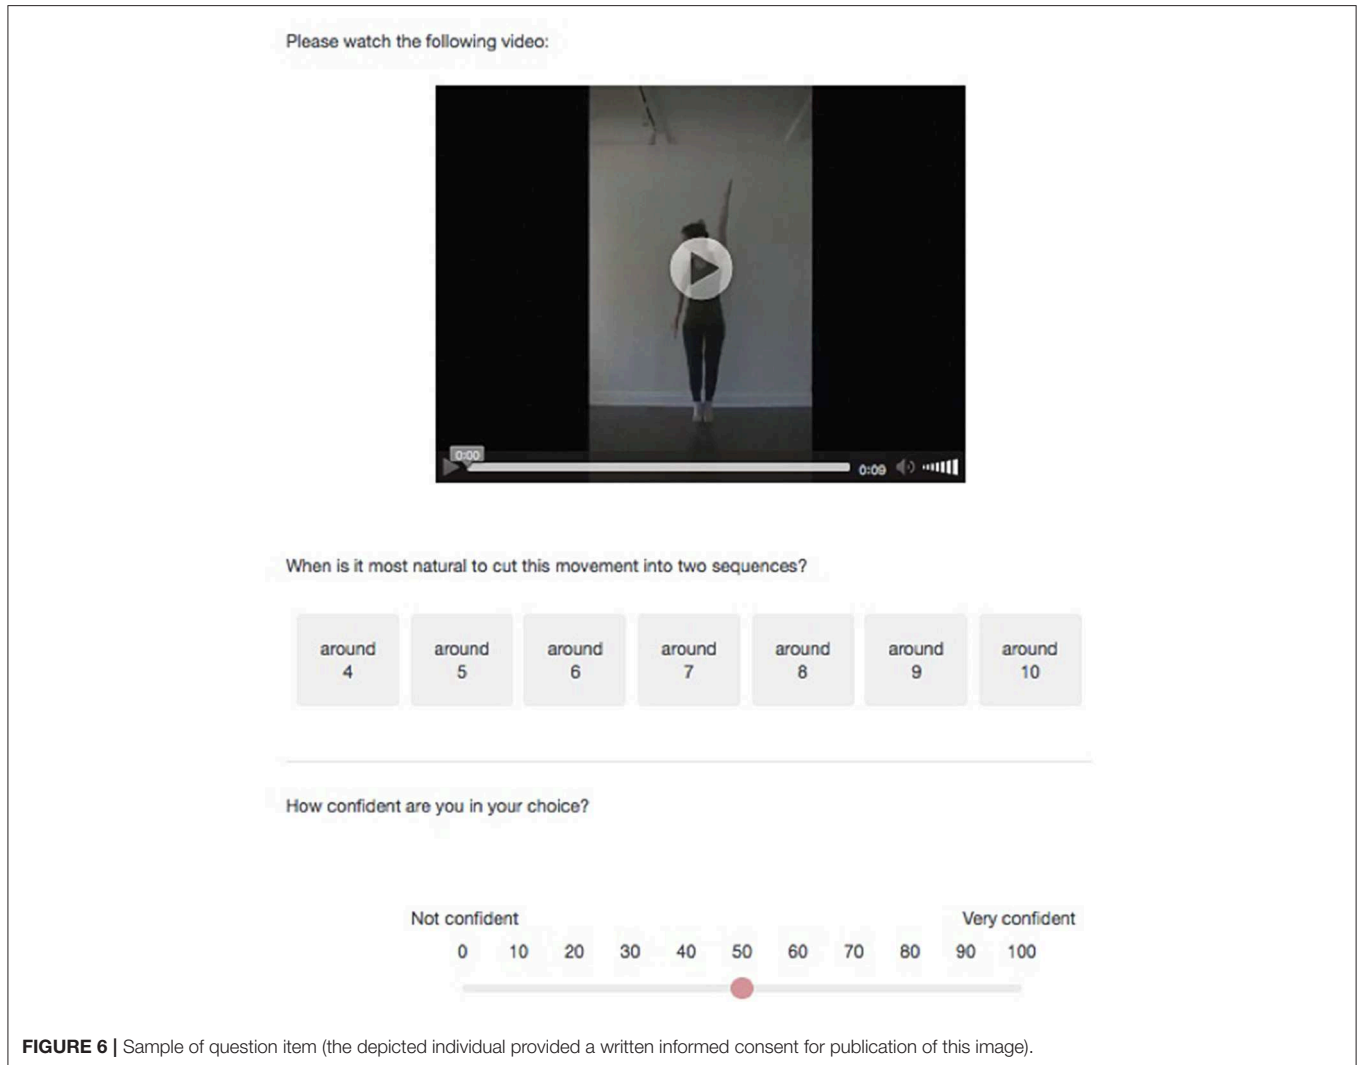 Please watch the following video:
0:00
0:09
When is it most natural to cut this movement into two sequences?
around around around around around around around
4 5 6 7 8 9 10
How confident are you in your choice?
Not confident Very confident
0 10 20 30 40 50 60 70 80 90 100
FIGURE 6 | Sample of question item (the depicted individual provided a written informed consent for publication of this image).